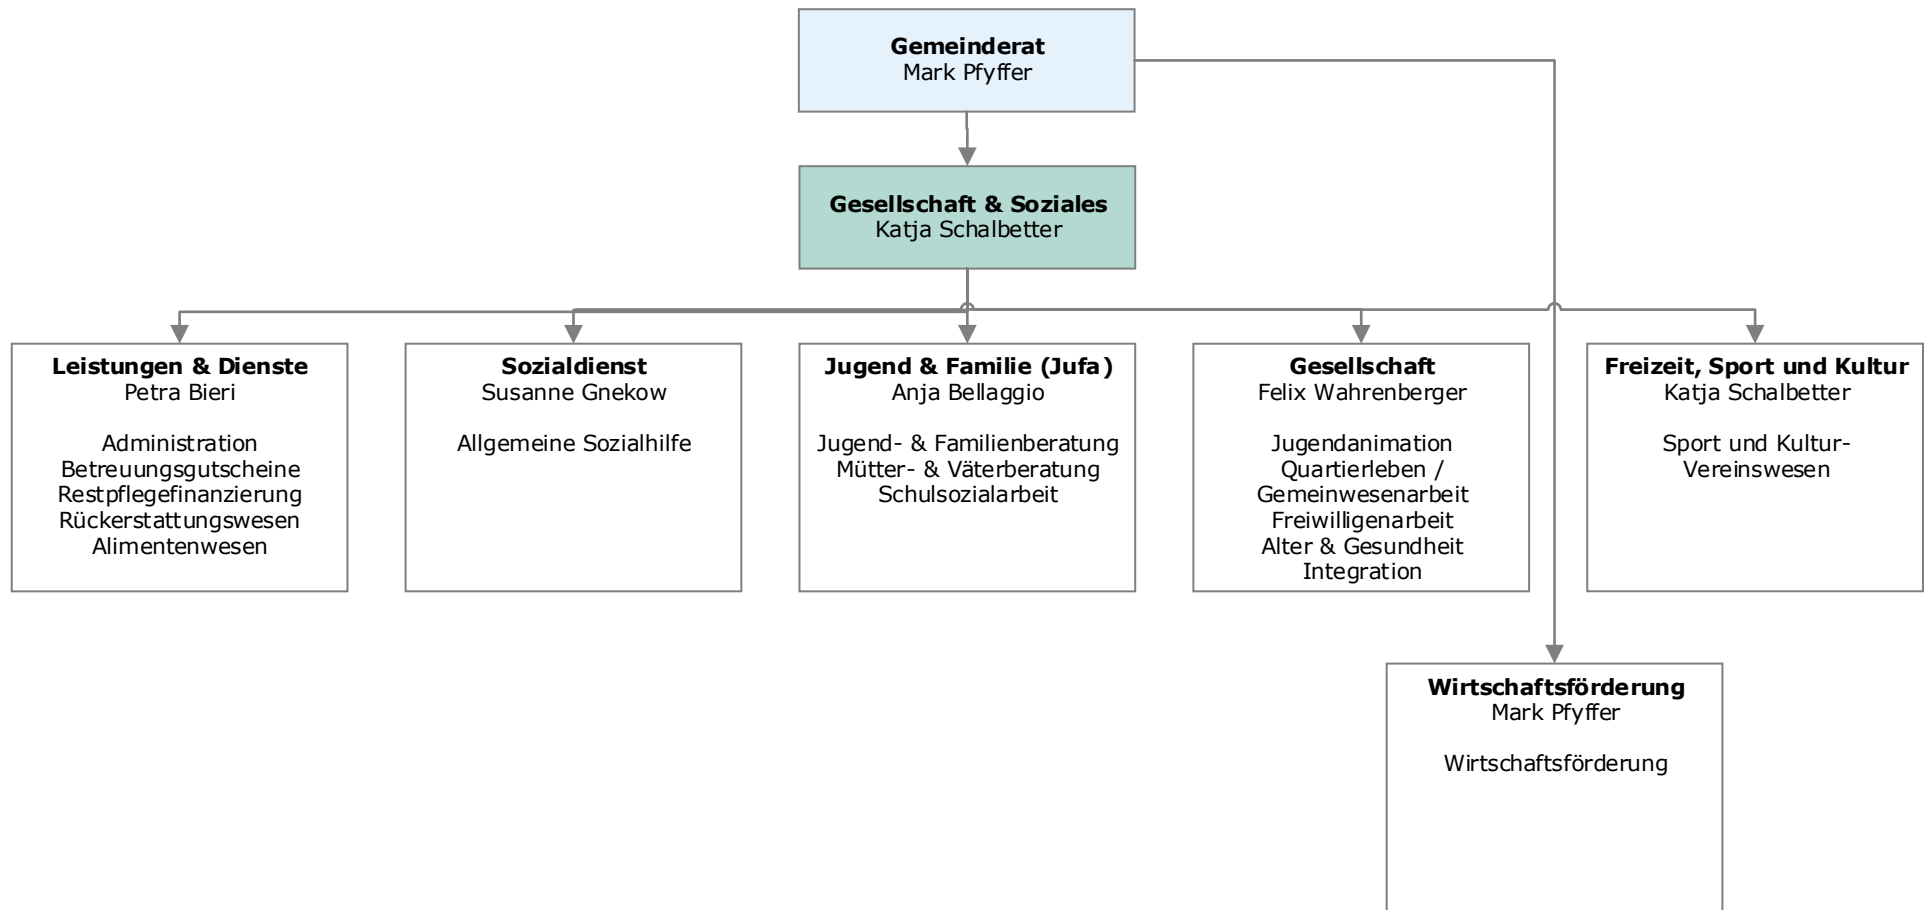 Gemeinderat
Mark Pfyffer
Gesellschaft & Soziales
Katja Schalbetter
Leistungen & Dienste
Petra Bieri
Administration
Betreuungsgutscheine
Restpflegefinanzierung
Rückerstattungswesen
Alimentenwesen
Sozialdienst
Susanne Gnekow
Allgemeine Sozialhilfe
Jugend & Familie (Jufa)
Anja Bellaggio
Jugend- & Familienberatung
Mütter- & Väterberatung
Schulsozialarbeit
Gesellschaft
Felix Wahrenberger
Jugendanimation
Quartierleben /
Gemeinwesenarbeit
Freiwilligenarbeit
Alter & Gesundheit
Integration
Freizeit, Sport und Kultur
Katja Schalbetter
Sport und Kultur-
Vereinswesen
Wirtschaftsförderung
Mark Pfyffer
Wirtschaftsförderung